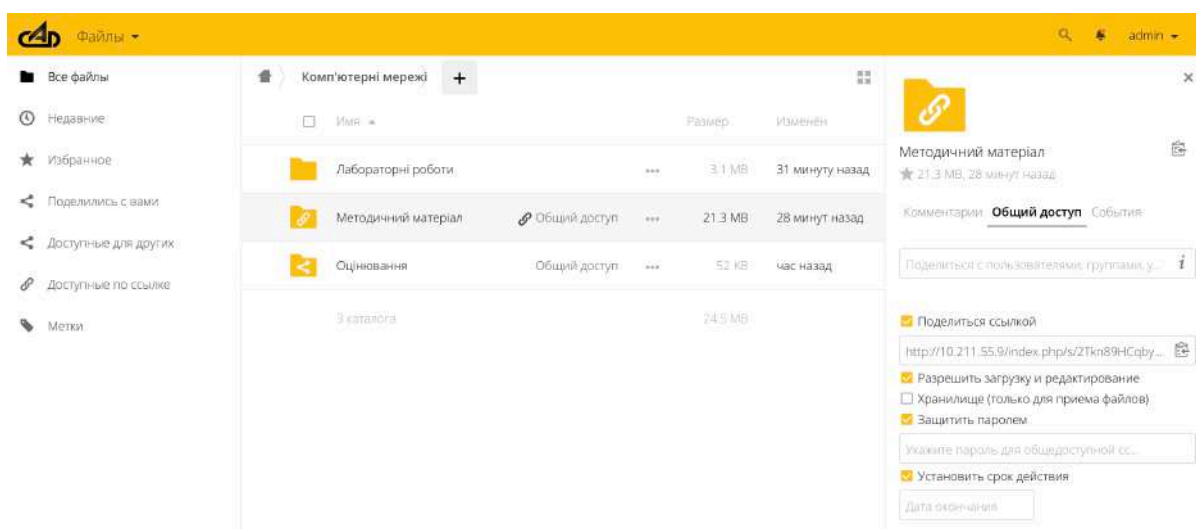 САПР
Файлы
admin
Все файлы
Недавние
Избранное
Поделились с вами
Доступные для других
Доступные по ссылке
Метки
Комп'ютерні мережі +
Имя Размер Изменён
Лабораторні роботи ... 3.1 MB 31 минуту назад
Методичний матеріал Общий доступ ... 21.3 MB 28 минут назад
Оцінювання Общий доступ ... 52 KB час назад
3 каталога 24.5 MB
Методичний матеріал
21.3 MB, 28 минут назад
Комментарии Общий доступ События
Поделиться с пользователями, группами, у... i
Поделиться ссылкой
http://10.211.55.9/index.php/s/2Tkn89HCqby...
Разрешить загрузку и редактирование
Хранилище (только для приема файлов)
Защитить паролем
Укажите пароль для общедоступной сс...
Установить срок действия
Дата окончания